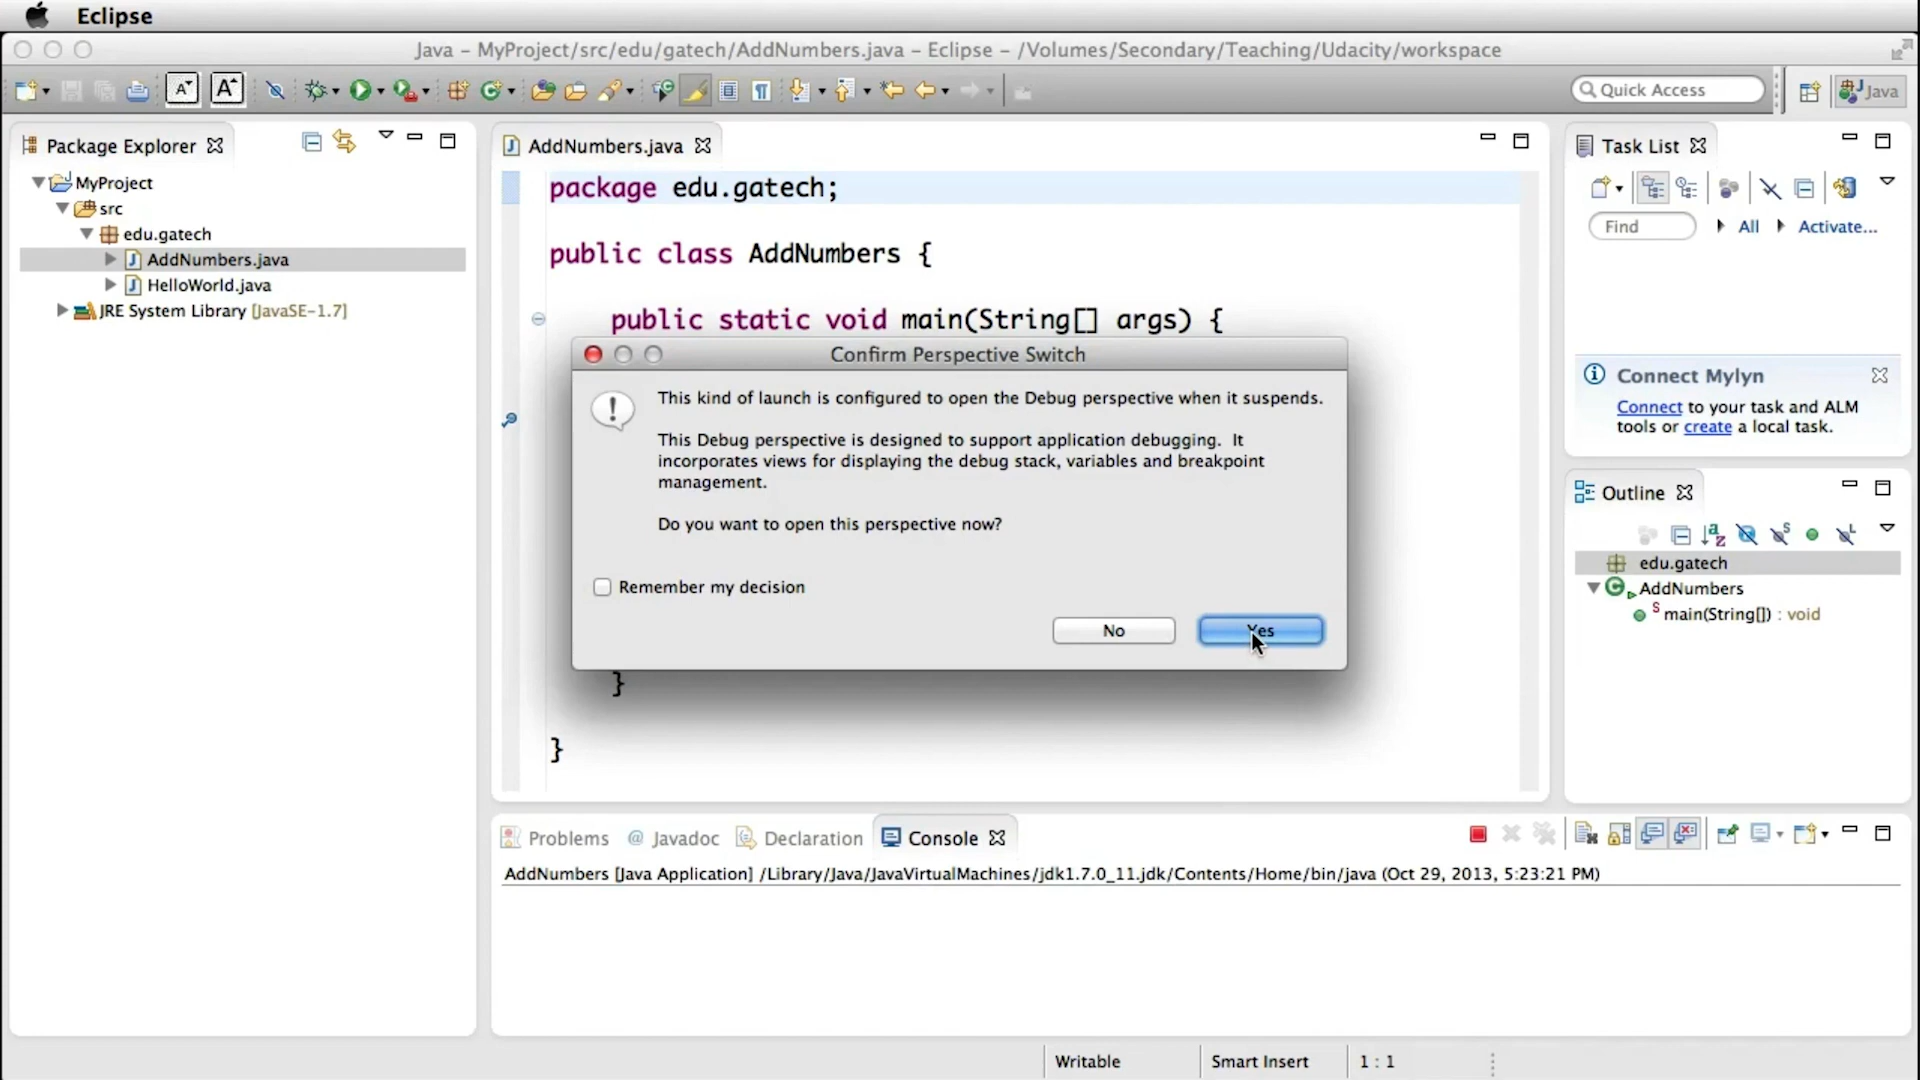 Eclipse
Java – MyProject/src/edu/gatech/AddNumbers.java – Eclipse – /Volumes/Secondary/Teaching/Udacity/workspace
Quick Access
Java
Package Explorer
MyProject
src
edu.gatech
AddNumbers.java
HelloWorld.java
JRE System Library [JavaSE-1.7]
AddNumbers.java
package edu.gatech;
public class AddNumbers {
public static void main(String[] args) {
Confirm Perspective Switch
This kind of launch is configured to open the Debug perspective when it suspends.
This Debug perspective is designed to support application debugging. It
incorporates views for displaying the debug stack, variables and breakpoint
management.
Do you want to open this perspective now?
Remember my decision
No
Yes
}
}
Task List
Find
All
Activate...
Connect Mylyn
Connect to your task and ALM
tools or create a local task.
Outline
edu.gatech
AddNumbers
main(String[]) : void
Problems
@ Javadoc
Declaration
Console
AddNumbers [Java Application] /Library/Java/JavaVirtualMachines/jdk1.7.0_11.jdk/Contents/Home/bin/java (Oct 29, 2013, 5:23:21 PM)
Writable
Smart Insert
1 : 1